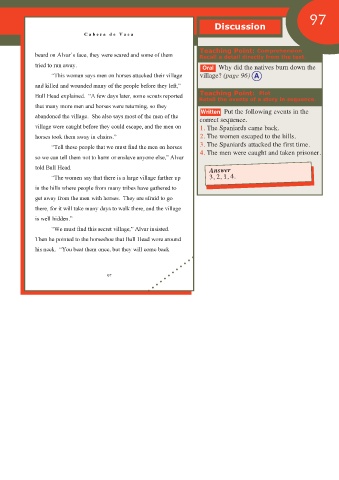 97
Discussion
Cabeza de Vaca
beard on Alvar's face, they were scared and some of them
tried to run away.
"This woman says men on horses attacked their village
and killed and wounded many of the people before they left,"
Bull Head explained. "A few days later, some scouts reported
that many more men and horses were returning, so they
abandoned the village. She also says most of the men of the
village were caught before they could escape, and the men on
horses took them away in chains."
"Tell these people that we must find the men on horses
so we can tell them not to harm or enslave anyone else," Alvar
told Bull Head.
"The women say that there is a large village farther up
in the hills where people from many tribes have gathered to
get away from the men with horses. They are afraid to go
there, for it will take many days to walk there, and the village
is well hidden."
"We must find this secret village," Alvar insisted.
Then he pointed to the horseshoe that Bull Head wore around
his neck. "You beat them once, but they will come back
97
Teaching Point: Comprehension
Oral Why did the natives burn down the
village? (page 96) A
Teaching Point:
Written Put the following events in the
correct sequence.
1. The Spaniards came back.
2. The women escaped to the hills.
3. The Spaniards attacked the first time.
4. The men were caught and taken prisoner.
Answer
3, 2, 1, 4.